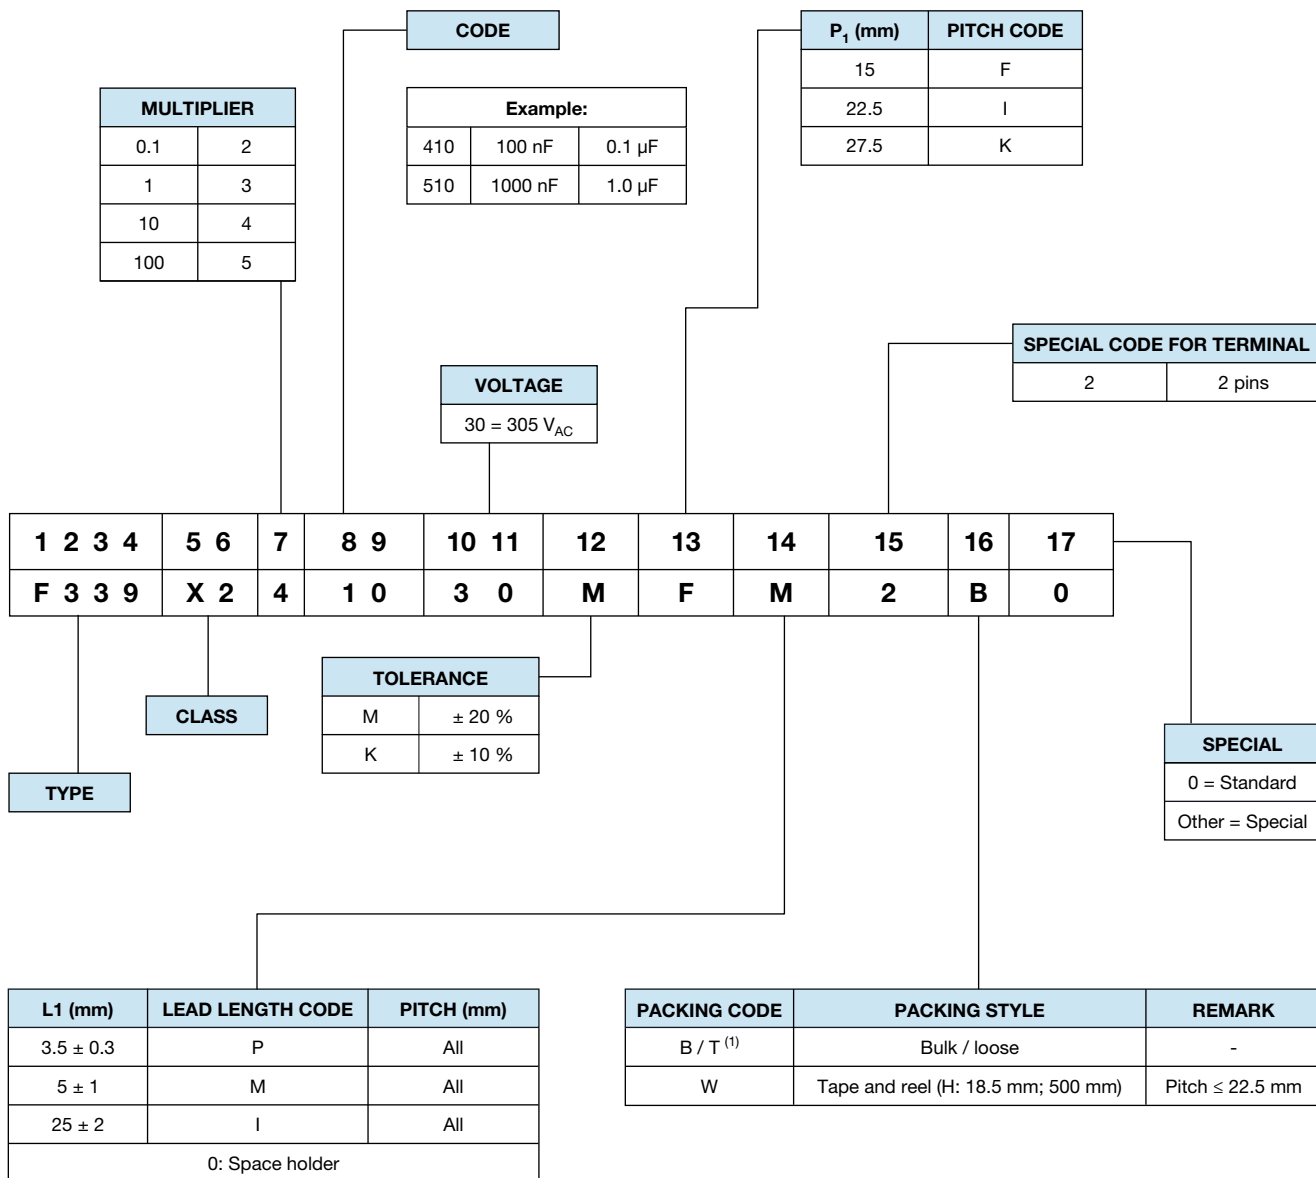 CODE
P1 (mm) PITCH CODE
15 F
22.5 I
27.5 K
MULTIPLIER
0.1 2
1 3
10 4
100 5
Example:
410 100 nF 0.1 µF
510 1000 nF 1.0 µF
SPECIAL CODE FOR TERMINAL
2 2 pins
VOLTAGE
30 = 305 VAC
1 2 3 4 5 6 7 8 9 10 11 12 13 14 15 16 17
F 3 3 9 X 2 4 1 0 3 0 M F M 2 B 0
TOLERANCE
M ± 20 %
K ± 10 %
CLASS
TYPE
SPECIAL
0 = Standard
Other = Special
L1 (mm) LEAD LENGTH CODE PITCH (mm)
3.5 ± 0.3 P All
5 ± 1 M All
25 ± 2 I All
0: Space holder
PACKING CODE PACKING STYLE REMARK
B / T (1) Bulk / loose -
W Tape and reel (H: 18.5 mm; 500 mm) Pitch ≤ 22.5 mm